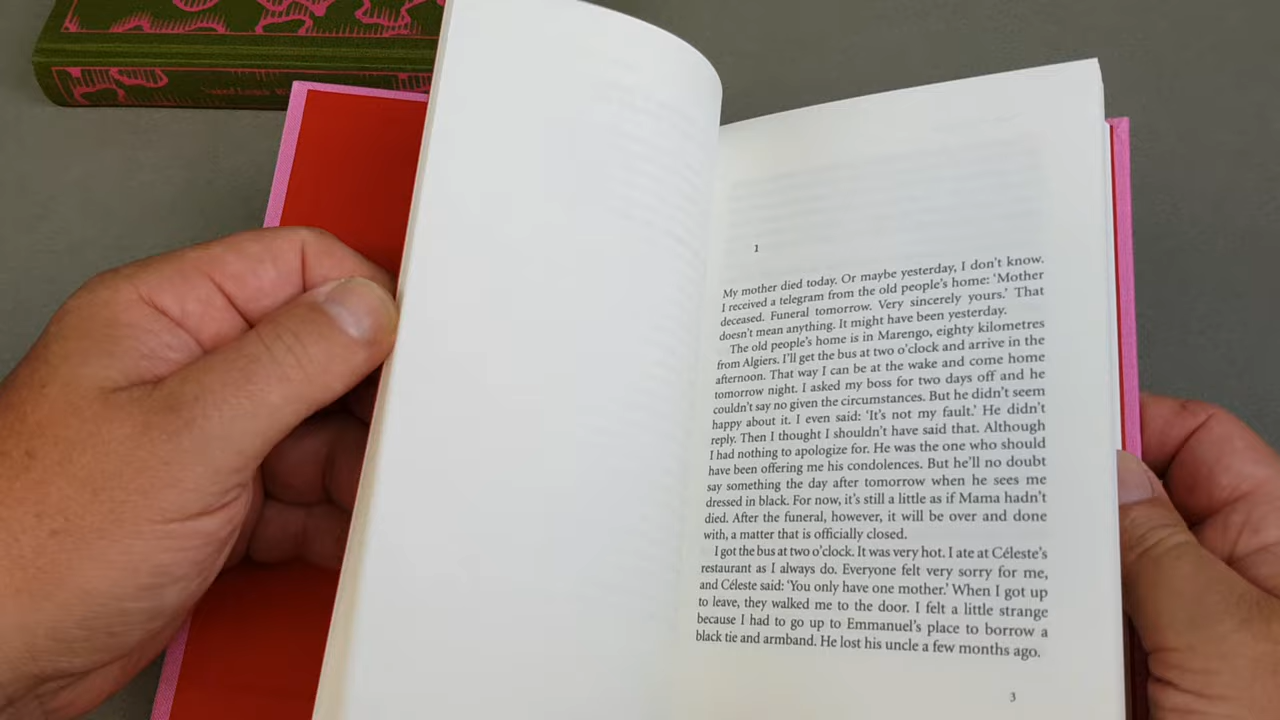 Naked Lunch
1
My mother died today. Or maybe yesterday, I don't know.
I received a telegram from the old people's home: 'Mother
deceased. Funeral tomorrow. Very sincerely yours.' That
doesn't mean anything. It might have been yesterday.
The old people's home is in Marengo, eighty kilometres
from Algiers. I'll get the bus at two o'clock and arrive in the
afternoon. That way I can be at the wake and come home
tomorrow night. I asked my boss for two days off and he
couldn't say no given the circumstances. But he didn't seem
happy about it. I even said: 'It's not my fault.' He didn't
reply. Then I thought I shouldn't have said that. Although
I had nothing to apologize for. He was the one who should
have been offering me his condolences. But he'll no doubt
say something the day after tomorrow when he sees me
dressed in black. For now, it's still a little as if Mama hadn't
died. After the funeral, however, it will be over and done
with, a matter that is officially closed.
I got the bus at two o'clock. It was very hot. I ate at Céleste's
restaurant as I always do. Everyone felt very sorry for me,
and Céleste said: 'You only have one mother.' When I got up
to leave, they walked me to the door. I felt a little strange
because I had to go up to Emmanuel's place to borrow a
black tie and armband. He lost his uncle a few months ago.
3